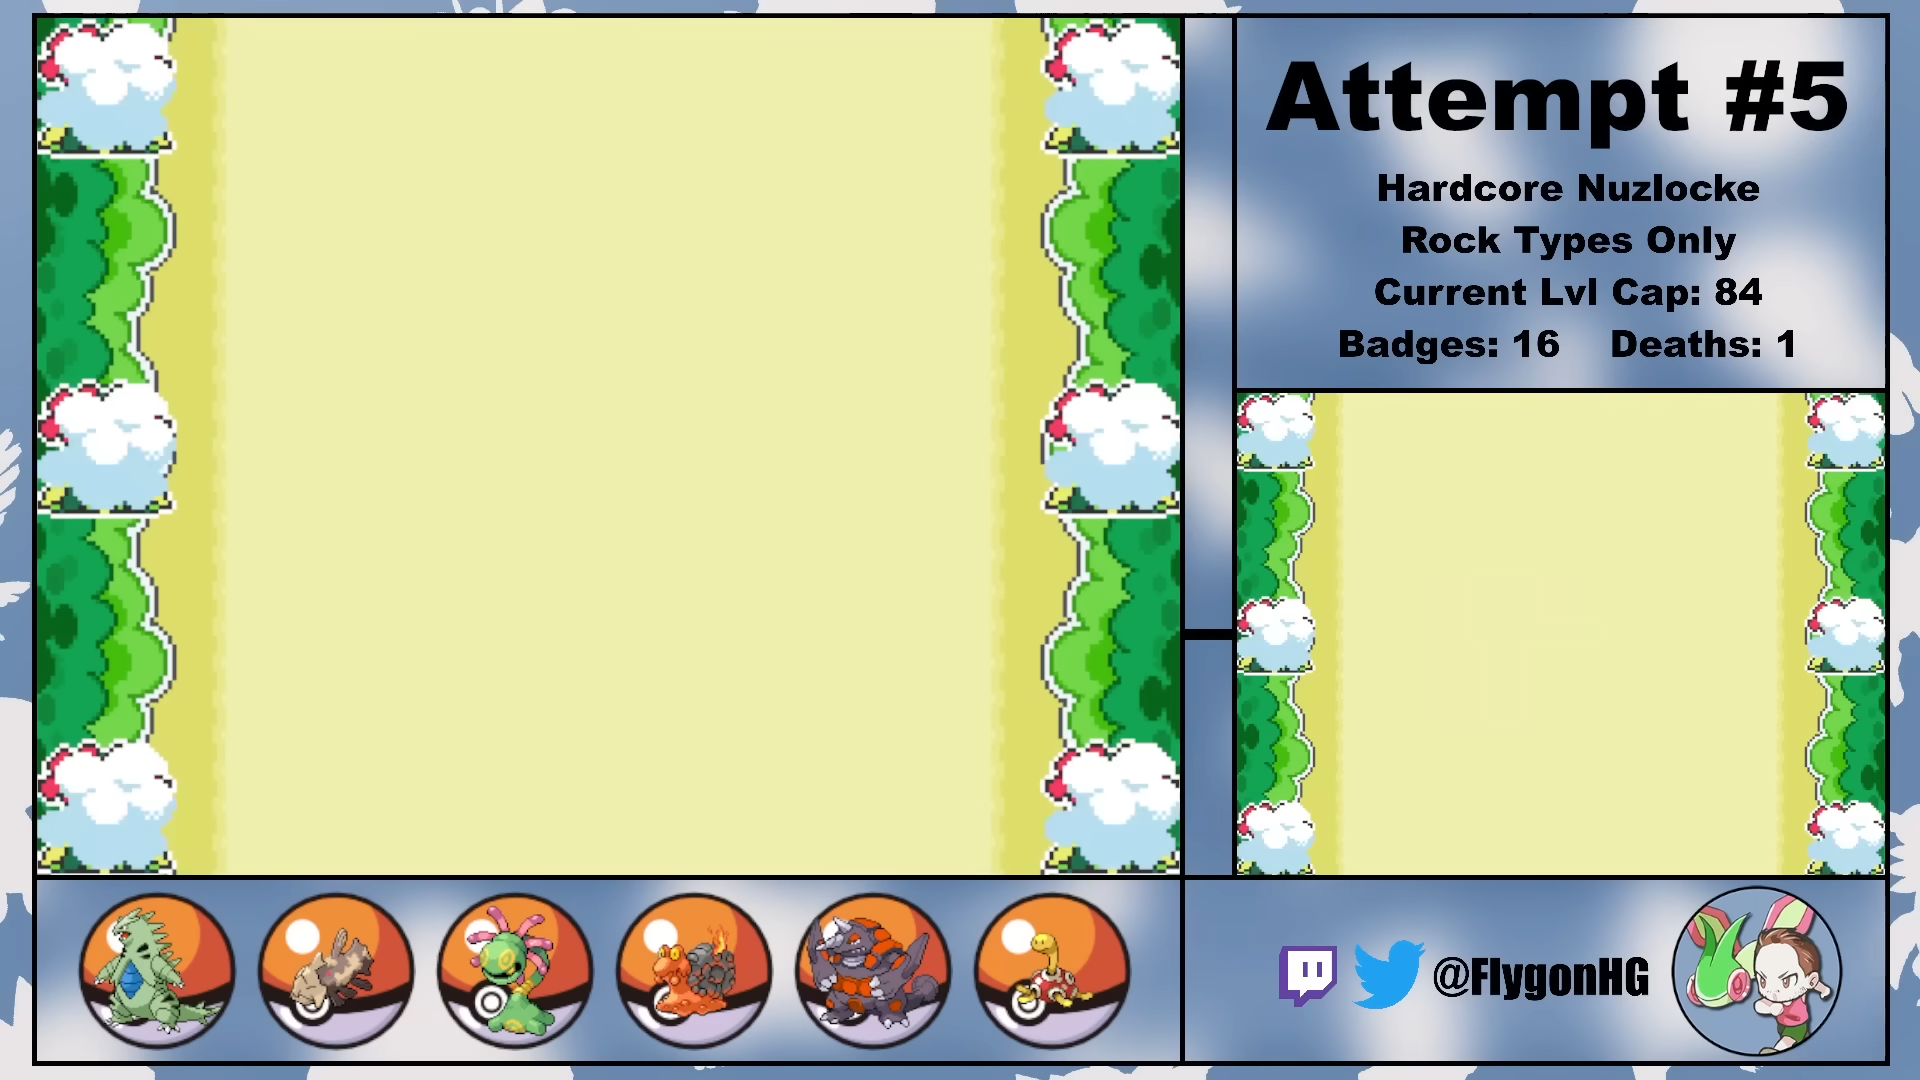 Attempt #5
Hardcore Nuzlocke
Rock Types Only
Current Lvl Cap: 84
Badges: 16 Deaths: 1
@FlygonHG